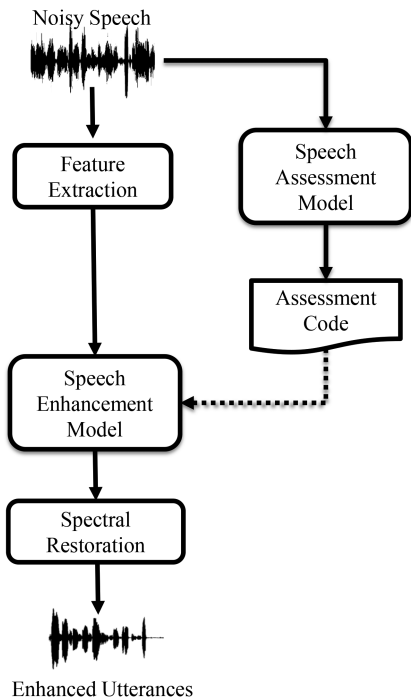 Noisy Speech
Feature
Extraction
Speech
Assessment
Model
Assessment
Code
Speech
Enhancement
Model
Spectral
Restoration
Enhanced Utterances